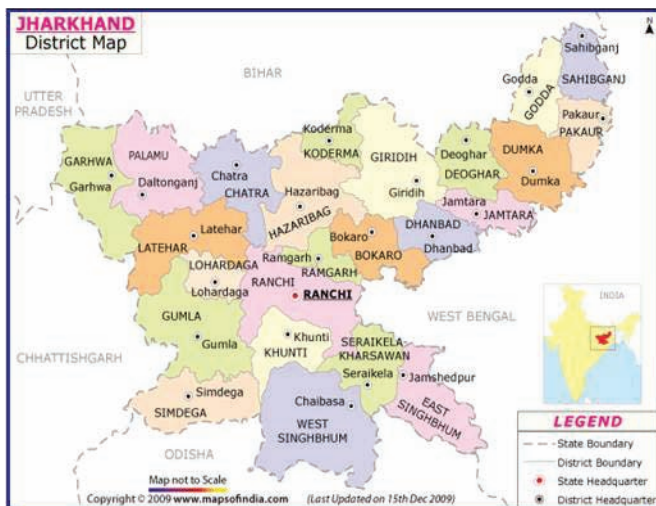 JHARKHAND
District Map
N
BIHAR
UTTER
PRADESH
Sahibganj
SAHIBGANJ
Godda
GODDA
Pakaur
PAKAUR
Koderma
KODERMA
GARHWA
Garhwa
PALAMU
Daltonganj
Chatra
CHATRA
GIRIDIH
Giridih
Deoghar
DEOGHAR
DUMKA
Dumka
Hazaribag
HAZARIBAG
Jamtara
JAMTARA
Latehar
LATEHAR
Bokaro
BOKARO
DHANBAD
Dhanbad
LOHARDAGA
Lohardaga
Ramgarh
RAMGARH
RANCHI
RANCHI
GUMLA
Gumla
WEST BENGAL
INDIA
Khunti
KHUNTI
SERAIKELA
KHARSAWAN
Seraikela
CHHATTISHGARH
Jamshedpur
EAST
SINGHBHUM
Simdega
SIMDEGA
Chaibasa
WEST
SINGHBHUM
ODISHA
LEGEND
State Boundary
District Boundary
State Headquarter
District Headquarter
Map not to Scale
Copyright © 2009 www.mapsofindia.com (Last Updated on 15th Dec 2009)